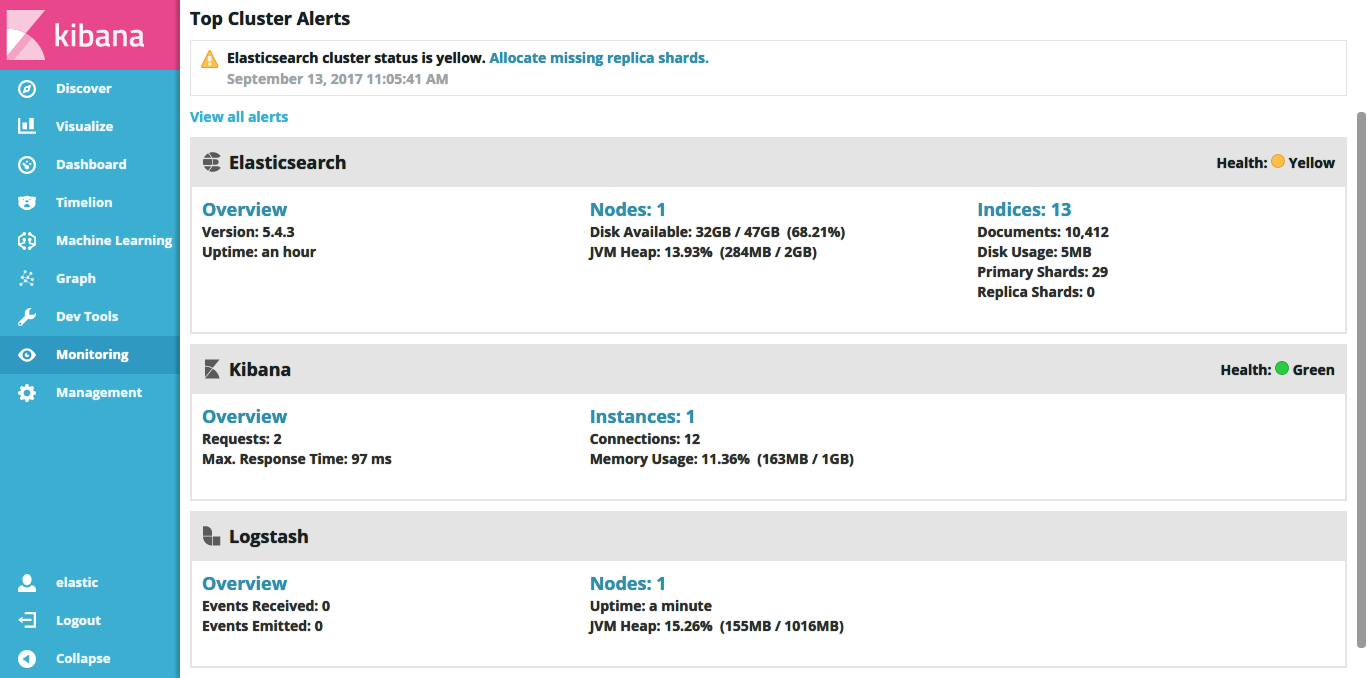 kibana
Discover
Visualize
Dashboard
Timelion
Machine Learning
Graph
Dev Tools
Monitoring
Management
elastic
Logout
Collapse
Top Cluster Alerts
Elasticsearch cluster status is yellow. Allocate missing replica shards.
September 13, 2017 11:05:41 AM
View all alerts
Elasticsearch
Health: Yellow
Overview
Version: 5.4.3
Uptime: an hour
Nodes: 1
Disk Available: 32GB / 47GB (68.21%)
JVM Heap: 13.93% (284MB / 2GB)
Indices: 13
Documents: 10,412
Disk Usage: 5MB
Primary Shards: 29
Replica Shards: 0
Kibana
Health: Green
Overview
Requests: 2
Max. Response Time: 97 ms
Instances: 1
Connections: 12
Memory Usage: 11.36% (163MB / 1GB)
Logstash
Overview
Events Received: 0
Events Emitted: 0
Nodes: 1
Uptime: a minute
JVM Heap: 15.26% (155MB / 1016MB)